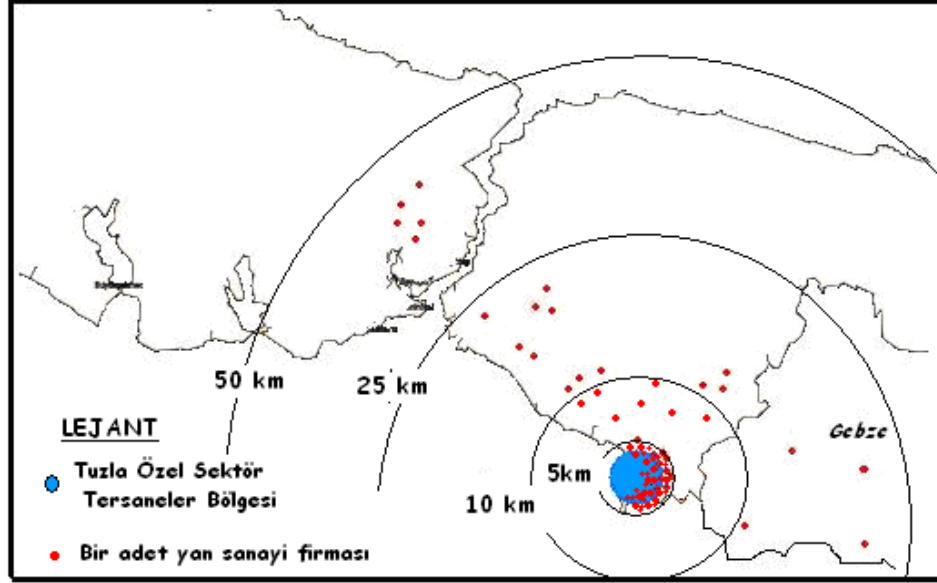 50 km
25 km
Gebze
LEJANT
5km
Tuzla Özel Sektör
Tersaneler Bölgesi
10 km
Bir adet yan sanayi firması